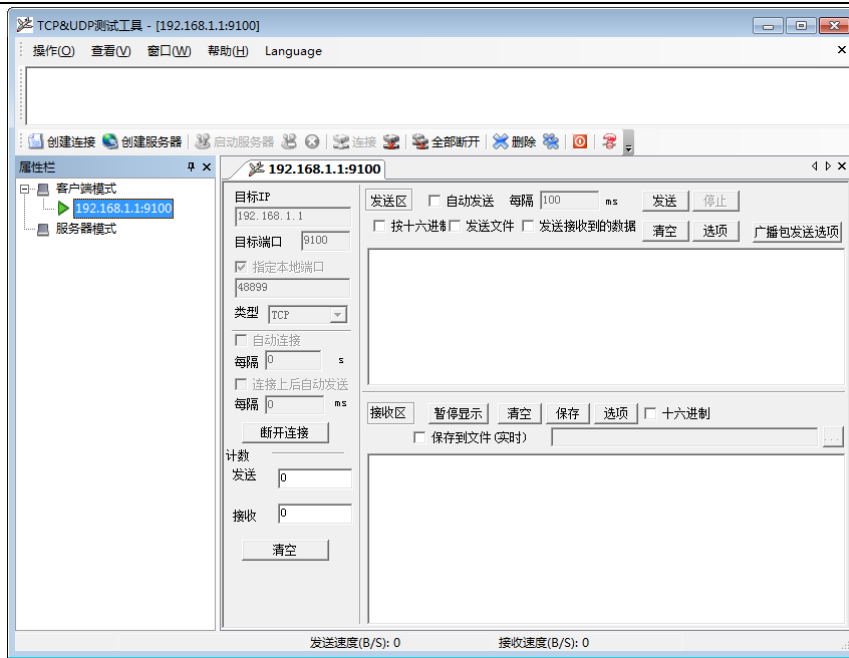 TCP&UDP测试工具 - [192.168.1.1:9100]
操作(O) 查看(V) 窗口(W) 帮助(H) Language
创建连接 创建服务器 启动服务器 连接 全部断开 删除
属性栏
客户端模式
192.168.1.1:9100
服务器模式
192.168.1.1:9100
目标IP
192.168.1.1
目标端口 9100
指定本地端口
48899
类型 TCP
自动连接
每隔 0 s
连接上后自动发送
每隔 0 ms
断开连接
计数
发送 0
接收 0
清空
发送区 自动发送 每隔 100 ms 发送 停止
按十六进制 发送文件 发送接收到的数据 清空 选项 广播包发送选项
接收区 暂停显示 清空 保存 选项 十六进制
保存到文件(实时) ...
发送速度(B/S): 0 接收速度(B/S): 0